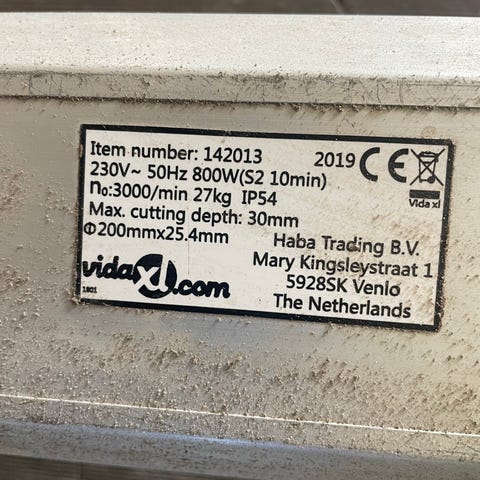 Item number: 142013 2019 CE
230V~ 50Hz 800W(S2 10min)
n₀:3000/min 27kg IP54
Vida xl
Max. cutting depth: 30mm
Φ200mmx25.4mm
Haba Trading B.V.
Mary Kingsleystraat 1
5928SK Venlo
The Netherlands
vidaxl.com
1801